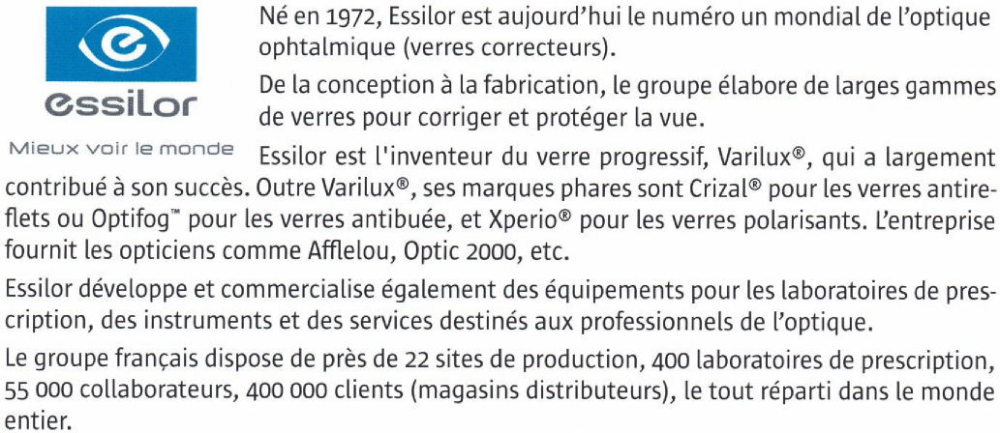 Né en 1972, Essilor est aujourd'hui le numéro un mondial de l'optique
ophtalmique (verres correcteurs).
De la conception à la fabrication, le groupe élabore de larges gammes
de verres pour corriger et protéger la vue.
essilor
Mieux voir le monde
Essilor est l'inventeur du verre progressif, Varilux®, qui a largement
contribué à son succès. Outre Varilux®, ses marques phares sont Crizal® pour les verres antire-
flets ou Optifog™ pour les verres antibuée, et Xperio® pour les verres polarisants. L'entreprise
fournit les opticiens comme Afflelou, Optic 2000, etc.
Essilor développe et commercialise également des équipements pour les laboratoires de pres-
cription, des instruments et des services destinés aux professionnels de l'optique.
Le groupe français dispose de près de 22 sites de production, 400 laboratoires de prescription,
55 000 collaborateurs, 400 000 clients (magasins distributeurs), le tout réparti dans le monde
entier.